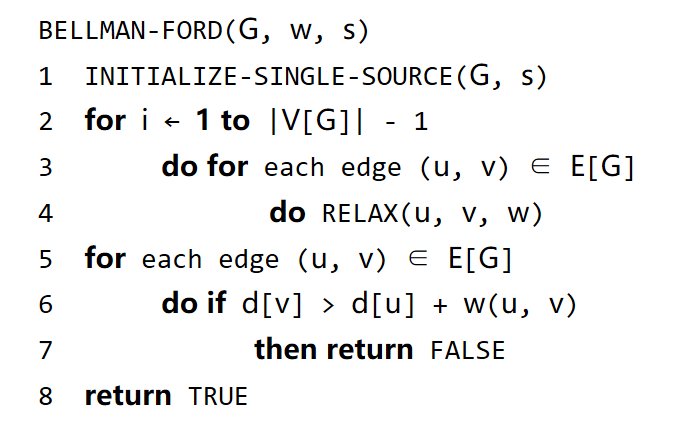 BELLMAN-FORD(G, w, s)
1 INITIALIZE-SINGLE-SOURCE(G, s)
2 for i ← 1 to |V[G]| - 1
3 do for each edge (u, v) ∈ E[G]
4 do RELAX(u, v, w)
5 for each edge (u, v) ∈ E[G]
6 do if d[v] > d[u] + w(u, v)
7 then return FALSE
8 return TRUE